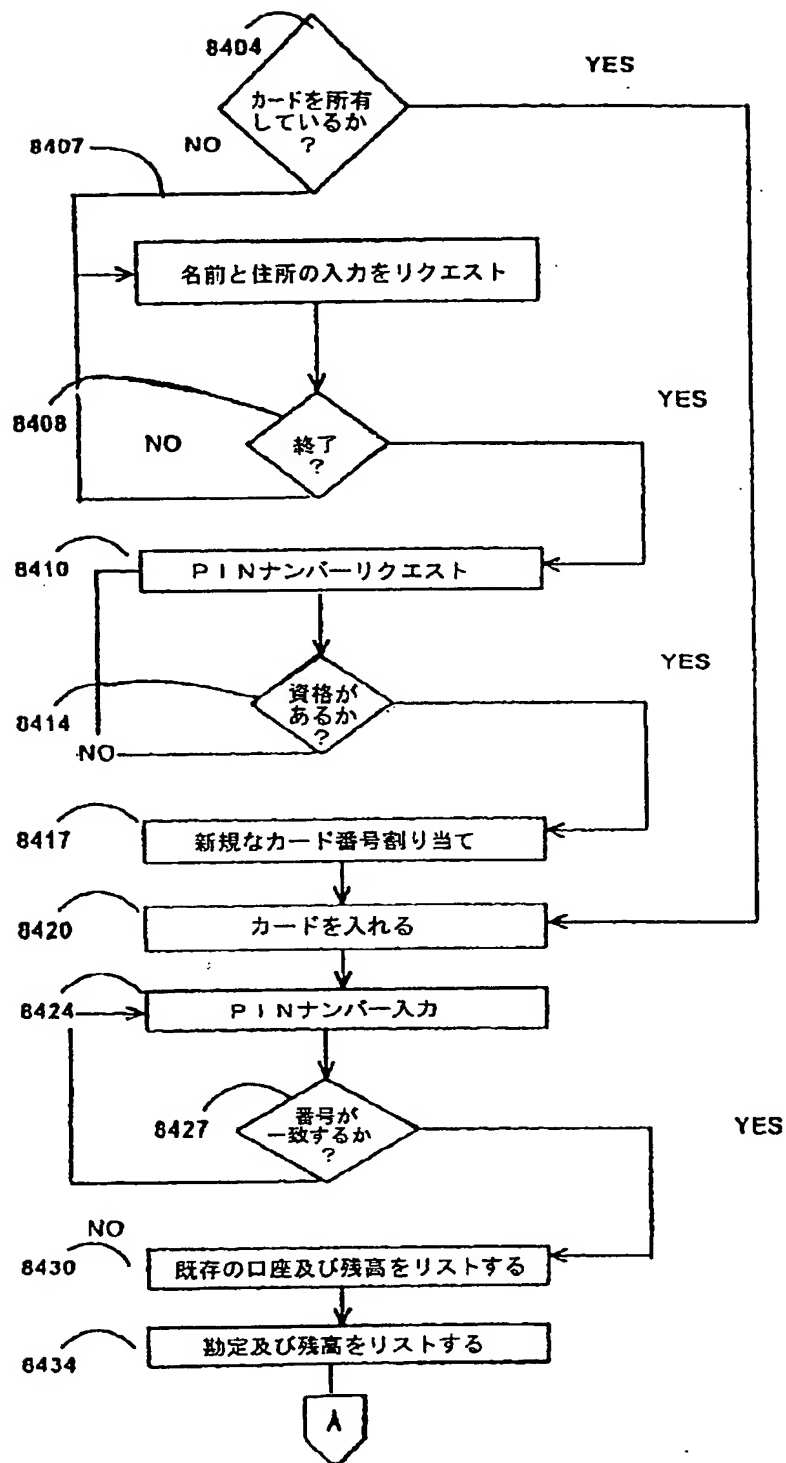 8404
YES
カードを所有
しているか
?
NO
8407
名前と住所の入力をリクエスト
YES
8408
NO
終了
?
8410
PINナンバーリクエスト
YES
資格が
あるか
?
8414
NO
8417
新規なカード番号割り当て
8420
カードを入れる
8424
PINナンバー入力
8427
番号が
一致するか
?
YES
NO
8430
既存の口座及び残高をリストする
8434
勘定及び残高をリストする
A